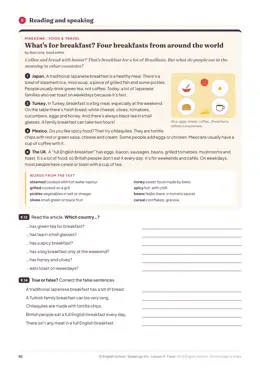 Reading and speaking
MAGAZINE · FOOD & TRAVEL
What's for breakfast? Four breakfasts from around the world
Coffee and bread with butter? That's breakfast for a lot of Brazilians. But what do people eat in the
morning in other countries?
1 Japan. A traditional Japanese breakfast is a healthy meal. There's a
bowl of steamed rice, miso soup, a piece of grilled fish and some pickles.
People usually drink green tea, not coffee. Today, a lot of Japanese
families also eat toast on weekdays because it's fast.
2 Turkey. In Turkey, breakfast is a big meal, especially at the weekend.
On the table there's fresh bread, white cheese, olives, tomatoes,
cucumbers, eggs and honey. And there's always black tea in small
glasses. A family breakfast can take two hours!
3 Mexico. Do you like spicy food? Then try chilaquiles. They are tortilla
chips with red or green salsa, cheese and cream. Some people add eggs or chicken. Mexicans usually have a
cup of coffee with it.
4 The UK. A "full English breakfast" has eggs, bacon, sausages, beans, grilled tomatoes, mushrooms and
toast. It's a lot of food, so British people don't eat it every day: it's for weekends and cafés. On weekdays,
most people have cereal or toast with a cup of tea.
WORDS FROM THE TEXT
steamed cooked with hot water vapour
honey sweet food made by bees
grilled cooked on a grill
spicy hot: with chilli
pickles vegetables in salt or vinegar
beans
olives small green or black fruit
cereal cornflakes, granola
Read the article. Which country…?
…has green tea for breakfast?
…has tea in small glasses?
…has a spicy breakfast?
…has a big breakfast only at the weekend?
…has honey and olives?
…eats toast on weekdays?
True or false? Correct the false sentences.
A traditional Japanese breakfast has a lot of bread.
A Turkish family breakfast can be very long.
Chilaquiles are made with tortilla chips.
British people eat a full English breakfast every day.
There isn't any meat in a full English breakfast.